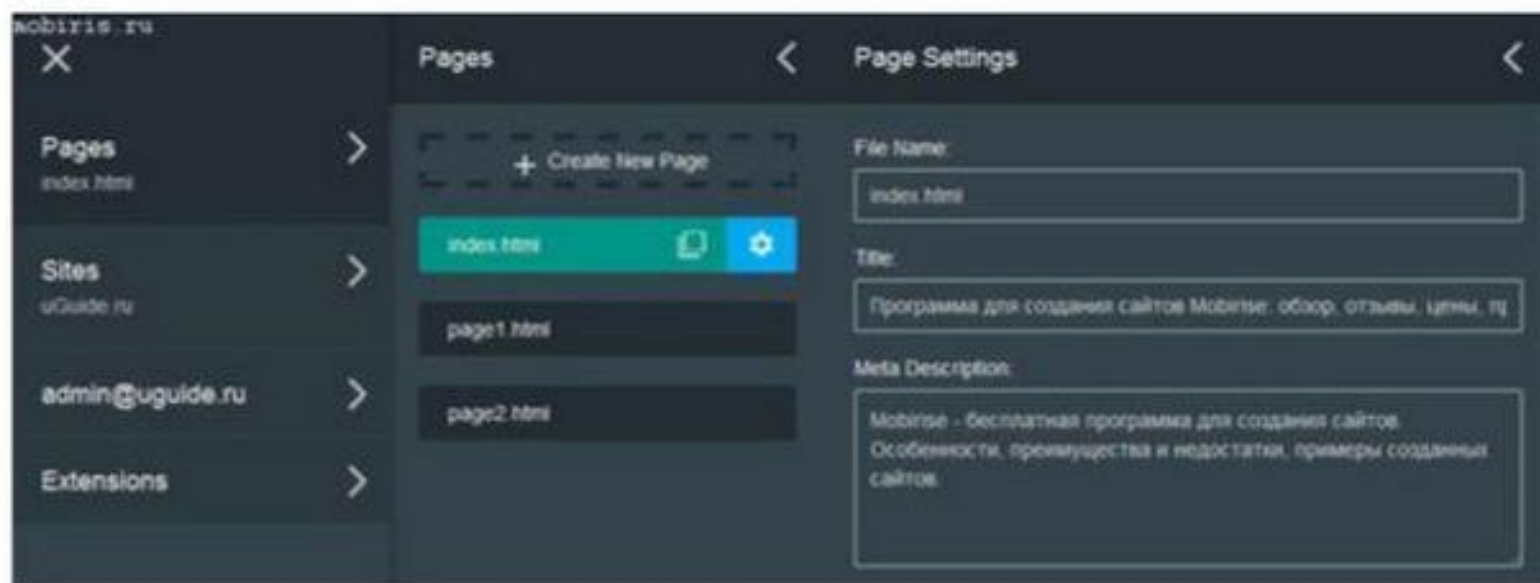 mobiris.ru
Pages
index.html
Sites
uGuide.ru
admin@uguide.ru
Extensions
Pages
+ Create New Page
index.html
page1.html
page2.html
Page Settings
File Name:
index.html
Title:
Программа для создания сайтов Mobirise: обзор, отзывы, цены,
Meta Description:
Mobirise - бесплатная программа для создания сайтов.
Особенности, преимущества и недостатки, примеры созданных
сайтов.